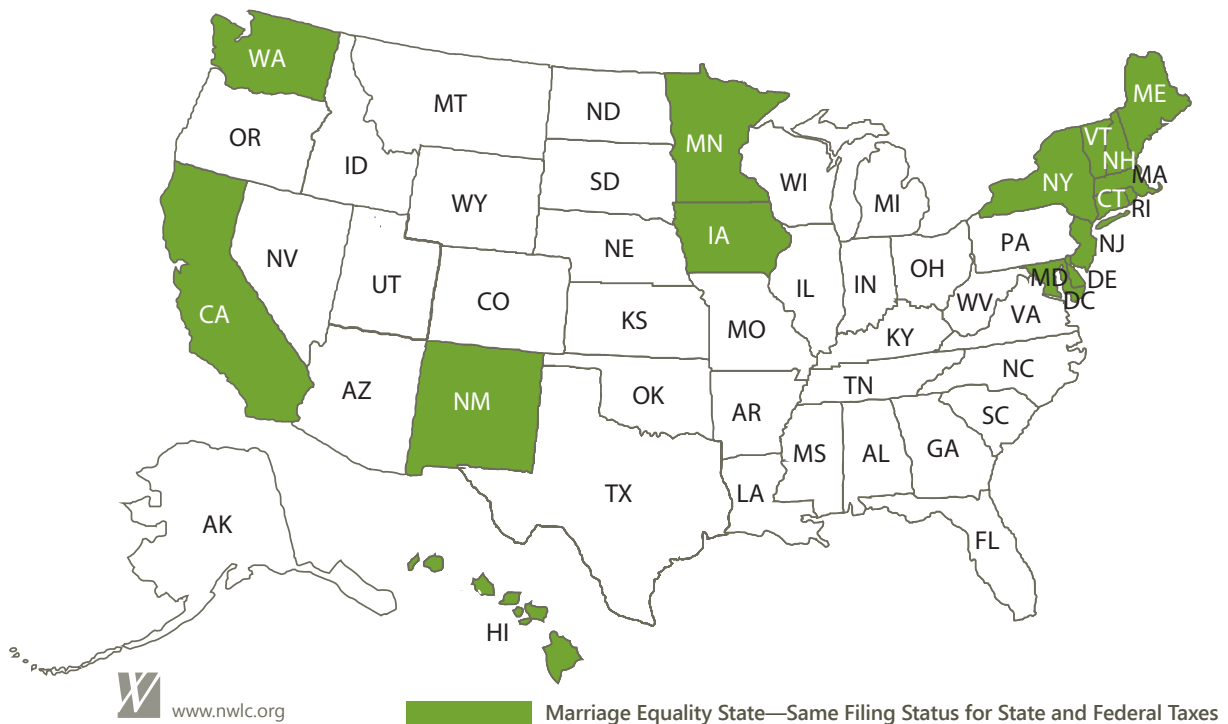 WA
MT
ND
ME
OR
MN
VT
ID
NH
SD
WI
MA
NY
WY
MI
CT
RI
IA
PA
NJ
NE
NV
OH
UT
IL
IN
MD
DE
CO
WV
DC
CA
VA
KS
MO
KY
NC
AZ
TN
NM
OK
AR
SC
MS
AL
GA
TX
LA
AK
FL
HI
W
www.nwlc.org
Marriage Equality State—Same Filing Status for State and Federal Taxes